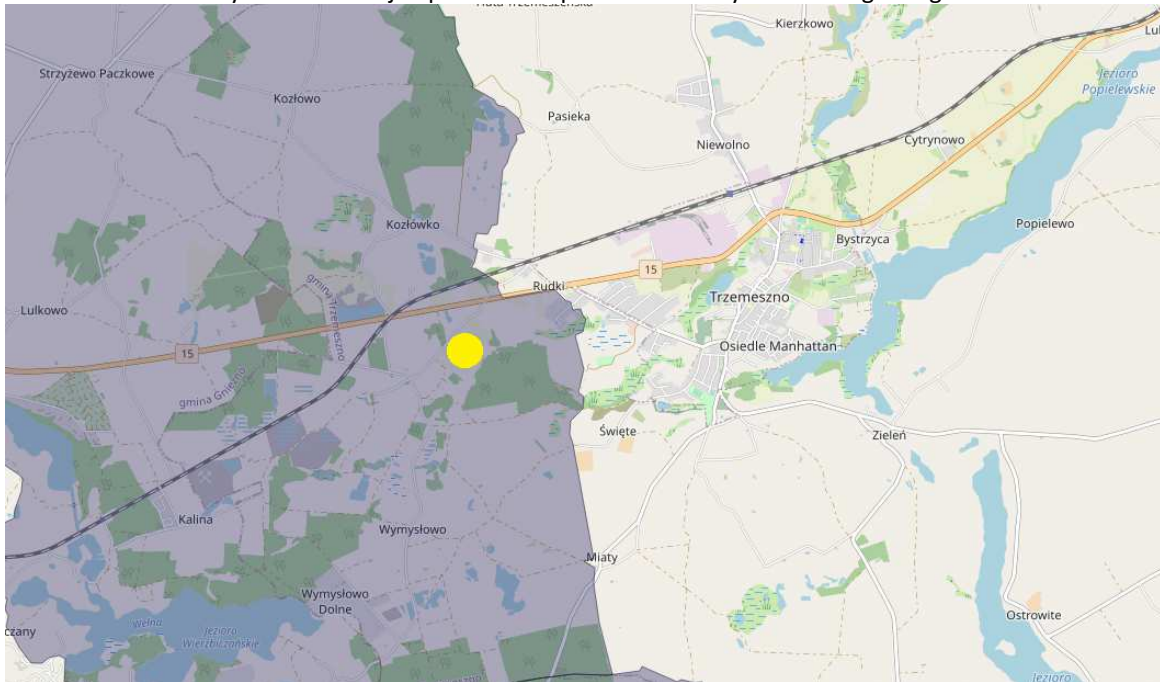 Kierzkowo
Jezioro
Popielewskie
Strzyżewo Paczkowe
Kozłowo
Pasieka
Niewolno
Cytrynowo
Kozłówko
Popielewo
Bystrzyca
15
gmina Trzemeszno
Rudki
Trzemeszno
Lulkowo
Osiedle Manhattan
15
gmina Gniezno
Święte
Zieleń
Kalina
Wymysłowo
Miaty
Wymysłowo
Dolne
Ostrowite
Wełna
Jezioro
Wierzbiczańskie
Jezioro